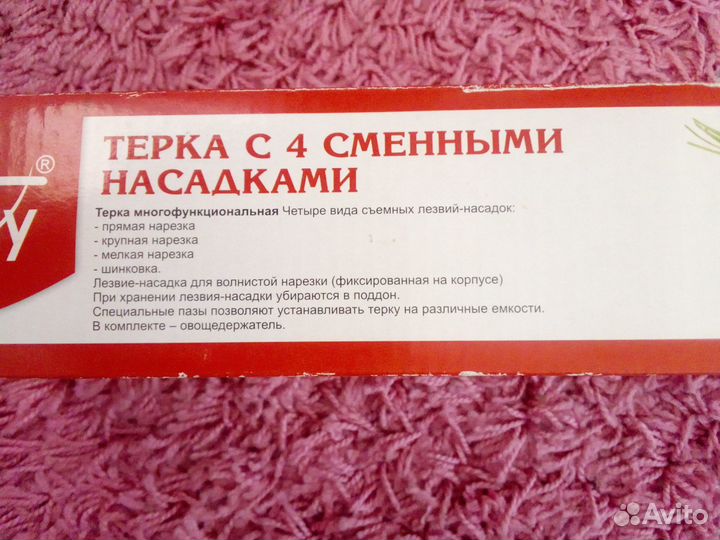 ТЕРКА С 4 СМЕННЫМИ
НАСАДКАМИ
Терка многофункциональная Четыре вида съемных лезвий-насадок:
- прямая нарезка
- крупная нарезка
- мелкая нарезка
- шинковка.
Лезвие-насадка для волнистой нарезки (фиксированная на корпусе)
При хранении лезвия-насадки убираются в поддон.
Специальные пазы позволяют устанавливать терку на различные емкости.
В комплекте – овощедержатель.
®
Avito